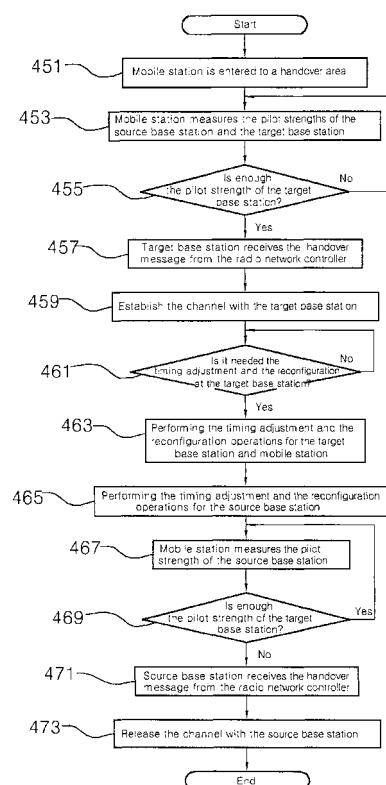 Start
451
Mobile station is entered to a handover area
453
Mobile station measures the pilot strengths of the
source base station and the target base station
455
Is enough
the pilot strength of the target
base station?
No
Yes
457
Target base station receives the handover
message from the radio network controller
459
Establish the channel with the target base station
461
Is it needed the
timing adjustment and the reconfiguration
at the target base station?
No
Yes
463
Performing the timing adjustment and the
reconfiguration operations for the target
base station and mobile station
465
Performing the timing adjustment and the reconfiguration
operations for the source base station
467
Mobile station measures the pilot
strength of the source base station
469
Is enough
the pilot strength of the target
base station?
Yes
No
471
Source base station receives the handover
message from the radio network controller
473
Release the channel with the source base station
End